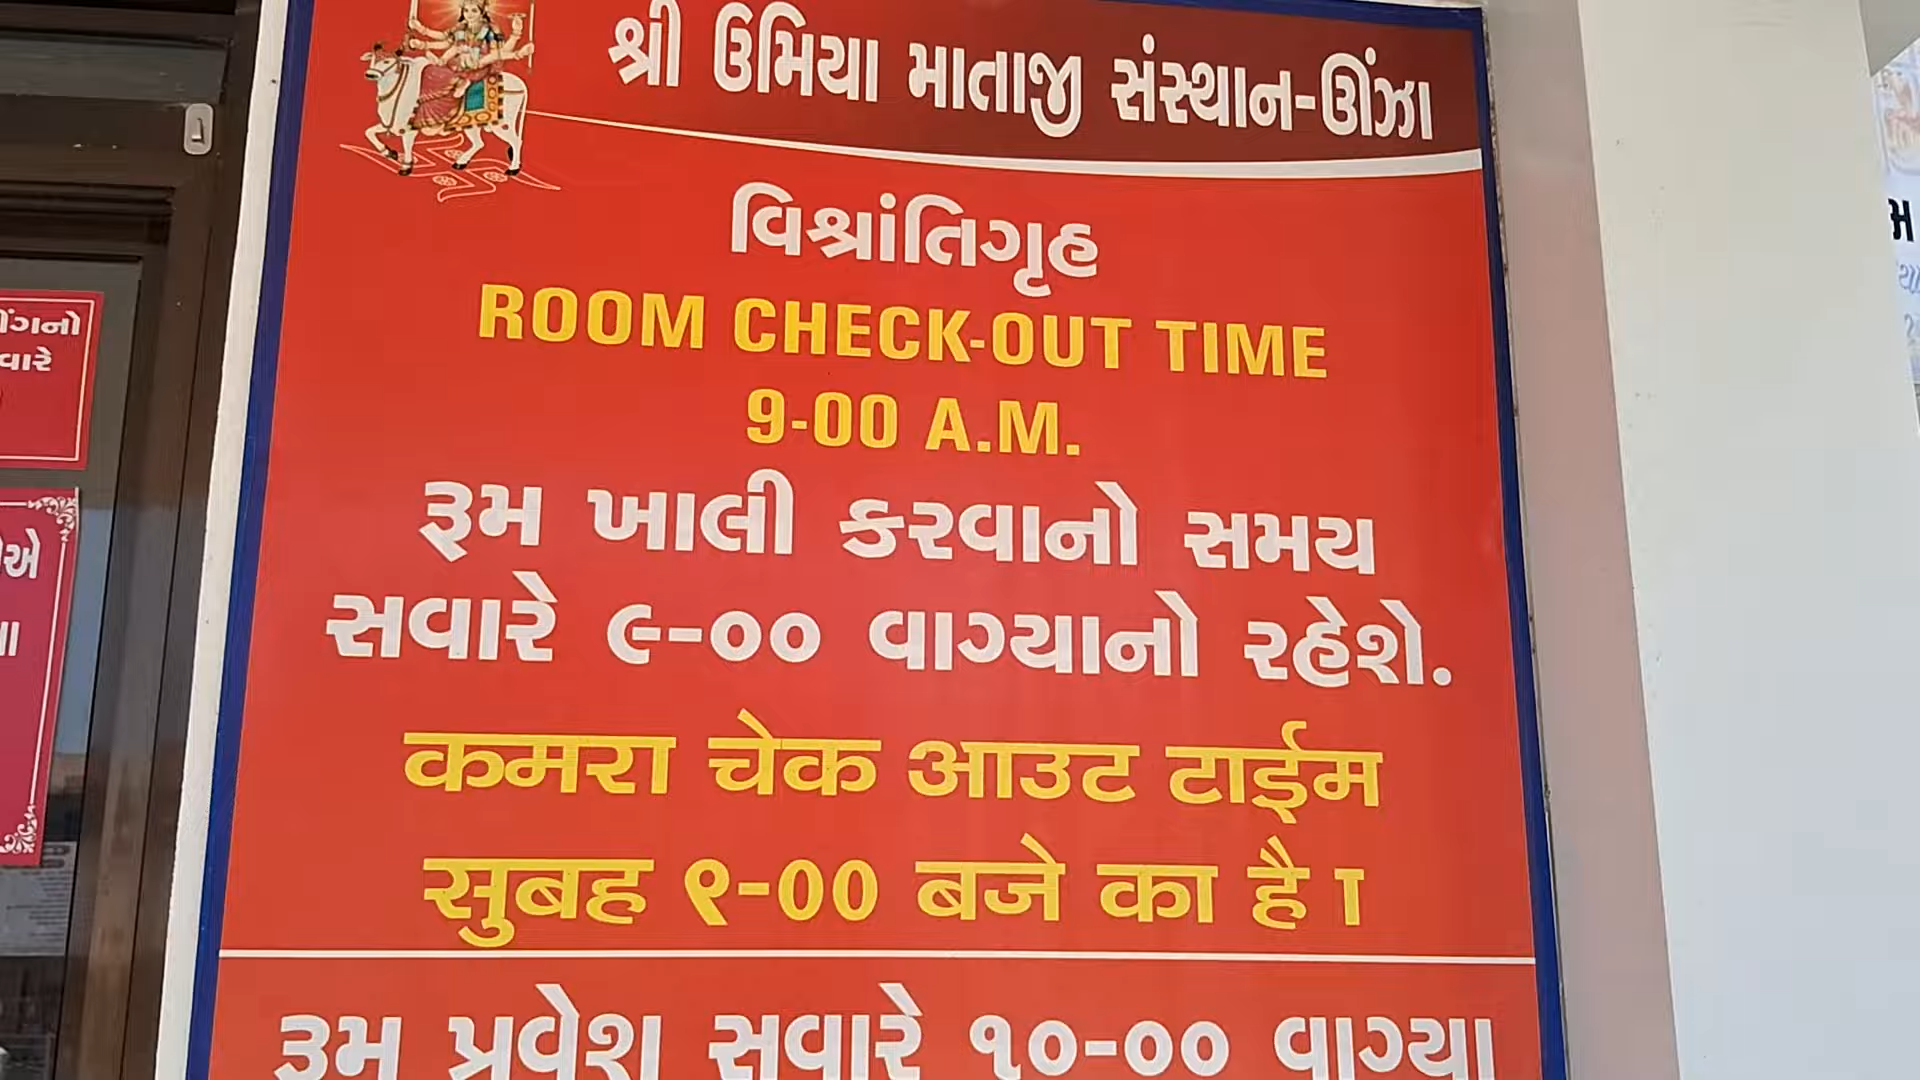 શ્રી ઉમિયા માતાજી સંસ્થાન-ઊંઝા
વિશ્રાંતિગૃહ
ROOM CHECK-OUT TIME
9-00 A.M.
રૂમ ખાલી કરવાનો સમય
સવારે ૯-૦૦ વાગ્યાનો રહેશે.
कमरा चेक आउट टाईम
सुबह ९-00 बजे का है।
રૂમ પ્રવેશ સવારે ૧૦-૦૦ વાગ્યા